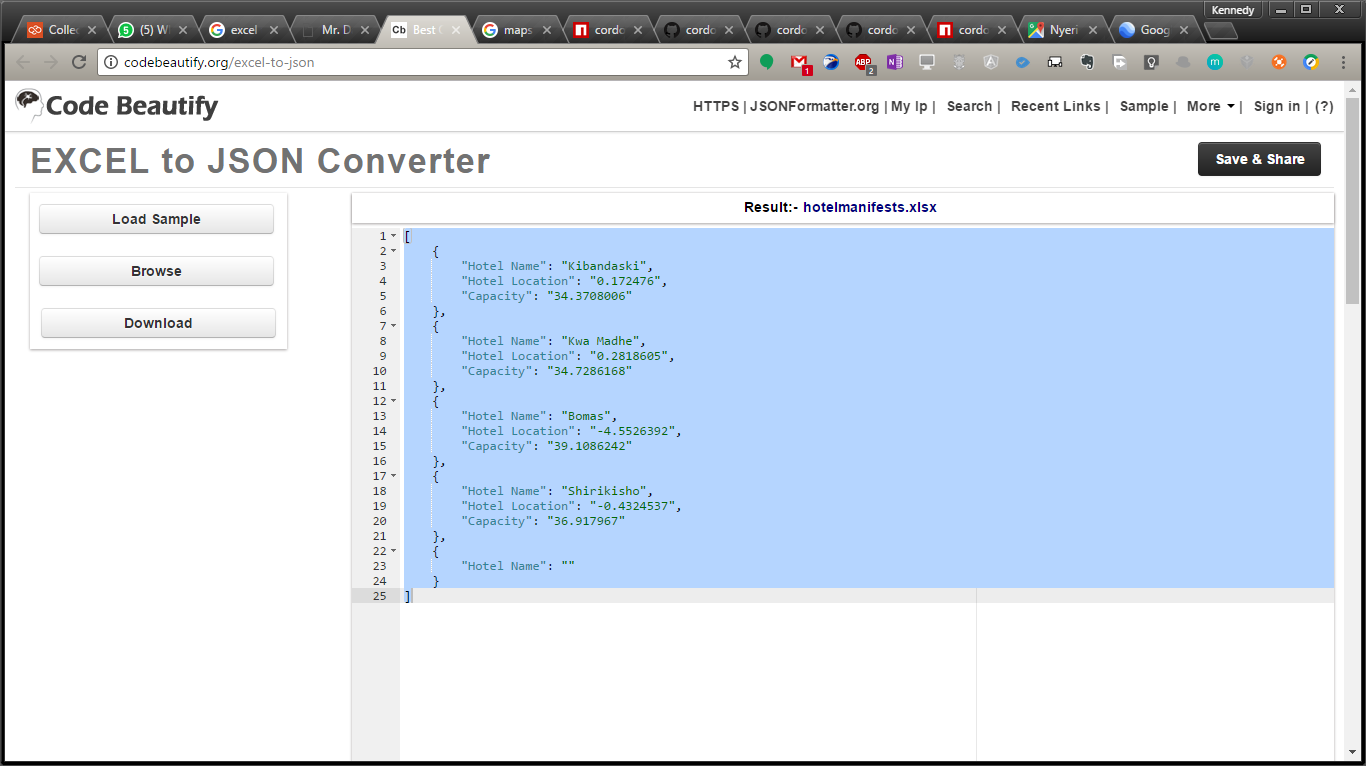 Kennedy
Collec
(5) W
excel
Mr. D
Cb Best
maps
cordo
cordo
cordo
cordo
cordo
Nyeri
Goog
codebeautify.org/excel-to-json
1
ABP
2
Code Beautify
HTTPS | JSONFormatter.org | My Ip | Search | Recent Links | Sample | More | Sign in | (?)
EXCEL to JSON Converter
Save & Share
Load Sample
Browse
Download
Result:- hotelmanifests.xlsx
1 [
2 {
3 "Hotel Name": "Kibandaski",
4 "Hotel Location": "0.172476",
5 "Capacity": "34.3708006"
6 },
7 {
8 "Hotel Name": "Kwa Madhe",
9 "Hotel Location": "0.2818605",
10 "Capacity": "34.7286168"
11 },
12 {
13 "Hotel Name": "Bomas",
14 "Hotel Location": "-4.5526392",
15 "Capacity": "39.1086242"
16 },
17 {
18 "Hotel Name": "Shirikisho",
19 "Hotel Location": "-0.4324537",
20 "Capacity": "36.917967"
21 },
22 {
23 "Hotel Name": ""
24 }
25 ]